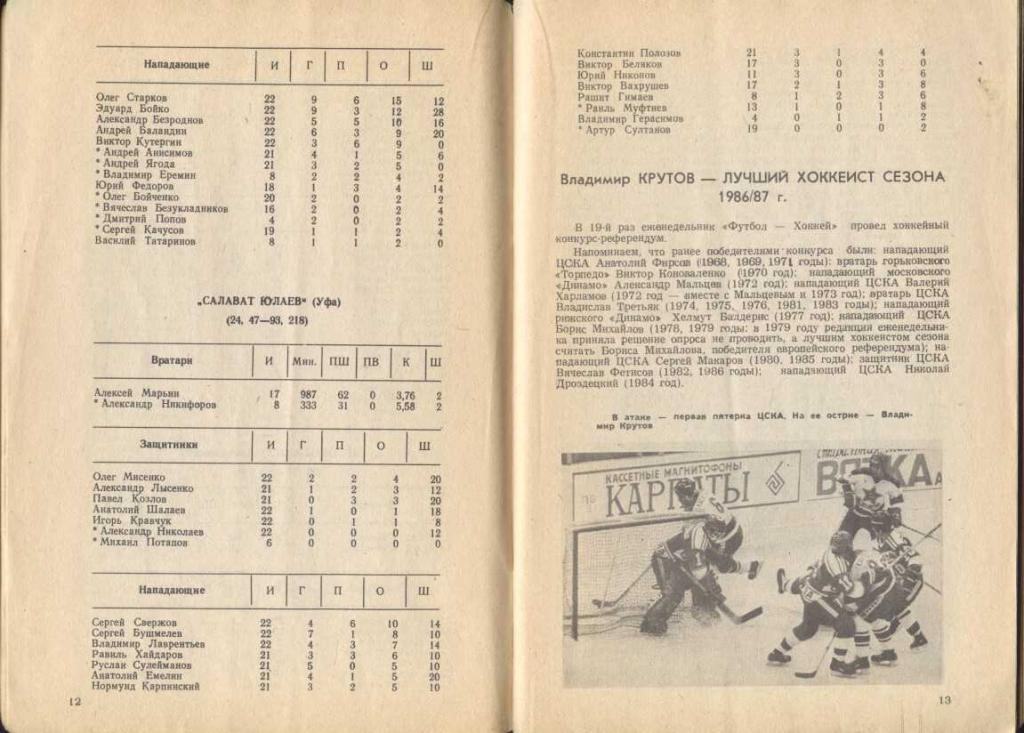 Нападающие И Г П О Ш
Олег Старков 22 9 6 15 12
Эдуард Бойко 22 9 3 12 28
Александр Безроднов 22 5 5 10 16
Андрей Баландин 22 6 3 9 20
Виктор Кутергин 22 3 6 9 0
* Андрей Анисимов 21 4 1 5 6
* Андрей Ягода 21 3 2 5 0
* Владимир Еремин 8 2 2 4 2
Юрий Федоров 18 1 3 4 14
* Олег Бойченко 20 2 0 2 2
* Вячеслав Безукладников 16 2 0 2 4
* Дмитрий Попов 4 2 0 2 2
* Сергей Качусов 19 1 1 2 4
Василий Татаринов 8 1 1 2 0
„САЛАВАТ ЮЛАЕВ“ (Уфа)
(24, 47—93, 218)
Вратари И Мин. ПШ ПВ К Ш
Алексей Марьин 17 987 62 0 3,76 2
* Александр Никифоров 8 333 31 0 5,58 2
Защитники И Г П О Ш
Олег Мисенко 22 2 2 4 20
Александр Лысенко 21 1 2 3 12
Павел Козлов 21 0 3 3 20
Анатолий Шалаев 22 1 0 1 18
Игорь Кравчук 22 0 1 1 8
* Александр Николаев 22 0 0 0 12
* Михаил Потапов 6 0 0 0 0
Нападающие И Г П О Ш
Сергей Свержов 22 4 6 10 14
Сергей Бушмелев 22 7 1 8 10
Владимир Лаврентьев 22 4 3 7 14
Равиль Хайдаров 21 3 3 6 10
Руслан Сулейманов 21 5 0 5 10
Анатолий Емелин 21 4 1 5 20
Нормунд Карпинский 21 3 2 5 10
12
Константин Полозов 21 3 1 4 4
Виктор Беляков 17 3 0 3 0
Юрий Никонов 11 3 0 3 6
Виктор Вахрушев 17 2 1 3 8
Рашит Гимаев 8 1 2 3 6
* Раиль Муфтиев 13 1 0 1 8
Владимир Герасимов 4 0 1 1 2
* Артур Султанов 19 0 0 0 2
Владимир КРУТОВ — ЛУЧШИЙ ХОККЕИСТ СЕЗОНА
1986/87 г.
В 19-й раз еженедельник «Футбол — Хоккей» провел хоккейный
конкурс-референдум.
Напоминаем, что ранее победителями конкурса были: нападающий
ЦСКА Анатолий Фирсов (1968, 1969, 1971 годы); вратарь горьковского
«Торпедо» Виктор Коноваленко (1970 год); нападающий московского
«Динамо» Александр Мальцев (1972 год); нападающий ЦСКА Валерий
Харламов (1972 год — вместе с Мальцевым и 1973 год); вратарь ЦСКА
Владислав Третьяк (1974, 1975, 1976, 1981, 1983 годы); нападающий
рижского «Динамо» Хелмут Балдерис (1977 год); нападающий ЦСКА
Борис Михайлов (1978, 1979 годы: в 1979 году редакция еженедельни-
ка приняла решение опроса не проводить, а лучшим хоккеистом сезона
считать Бориса Михайлова, победителя европейского референдума); на-
падающий ЦСКА Сергей Макаров (1980, 1985 годы); защитник ЦСКА
Вячеслав Фетисов (1982, 1986 годы); нападающий ЦСКА Николай
Дроздецкий (1984 год).
В атаке — первая пятерка ЦСКА. На ее острие — Влади-
мир Крутов
КАССЕТНЫЕ МАГНИТОФОНЫ
КАРПАТЫ
13